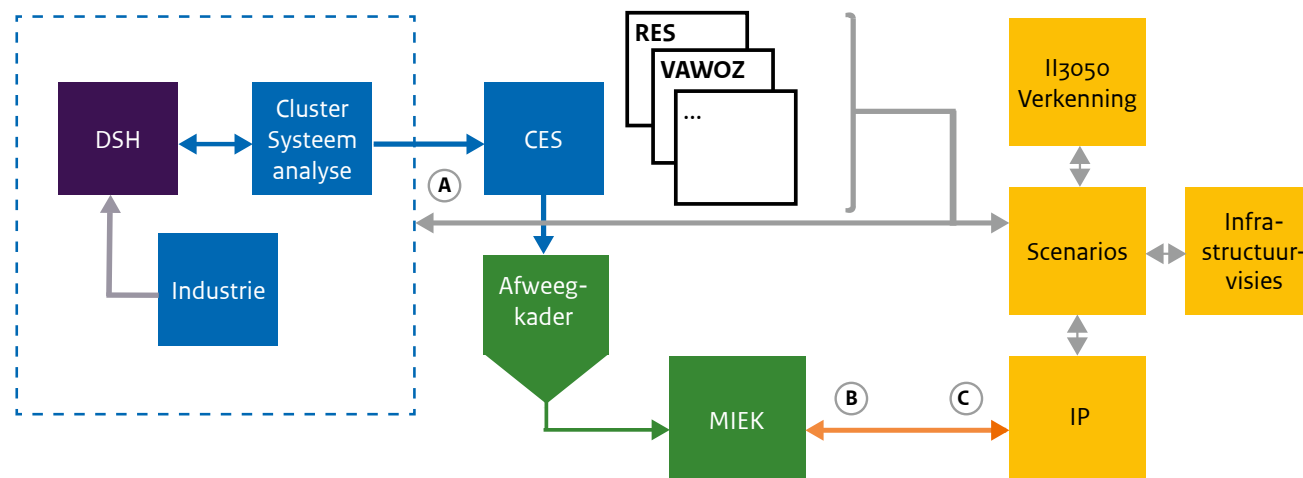 RES
VAWOZ
...
II3050
Verkenning
DSH
Cluster
Systeem
analyse
CES
A
Industrie
Afweeg-
kader
Scenarios
Infra-
structuur-
visies
MIEK
B
C
IP